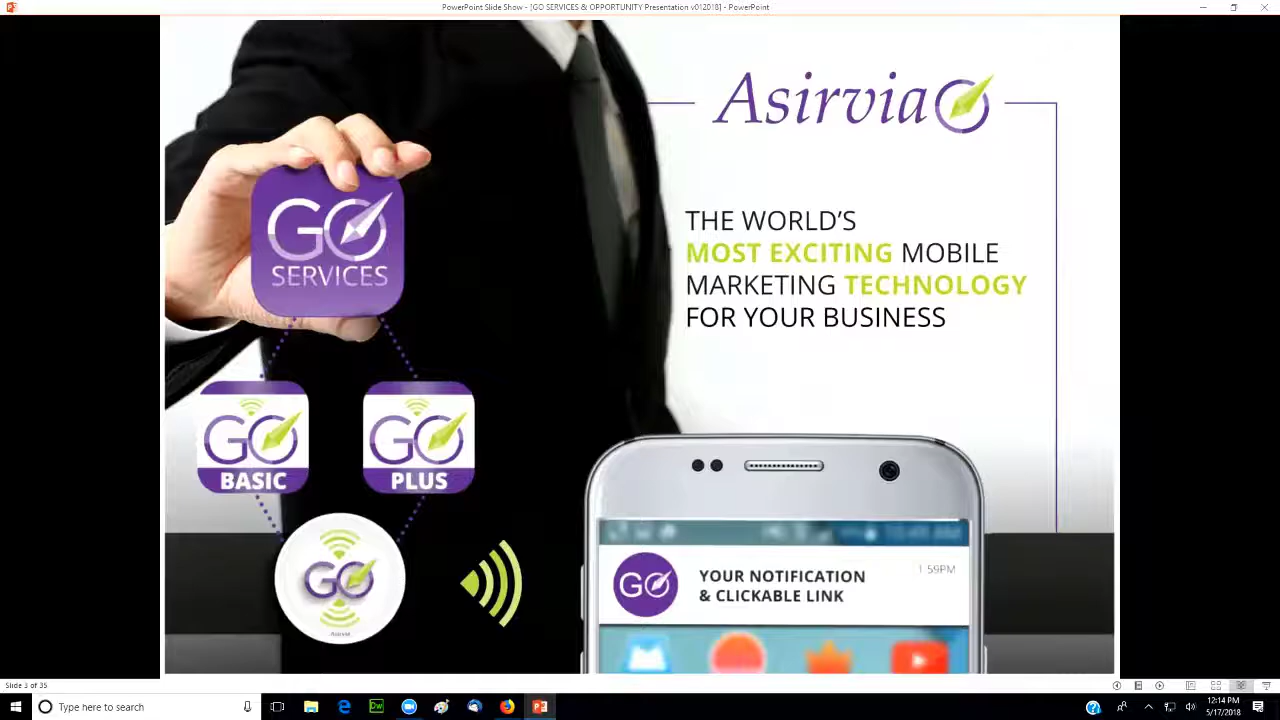 PowerPoint Slide Show - [GO SERVICES & OPPORTUNITY Presentation v012018] - PowerPoint
Asirvia
GO
SERVICES
THE WORLD'S
MOST EXCITING MOBILE
MARKETING TECHNOLOGY
FOR YOUR BUSINESS
GO
BASIC
GO
PLUS
GO
Asirvia
GO
YOUR NOTIFICATION
& CLICKABLE LINK
1:59PM
Slide 3 of 35
Type here to search
Dw
12:14 PM
5/17/2018